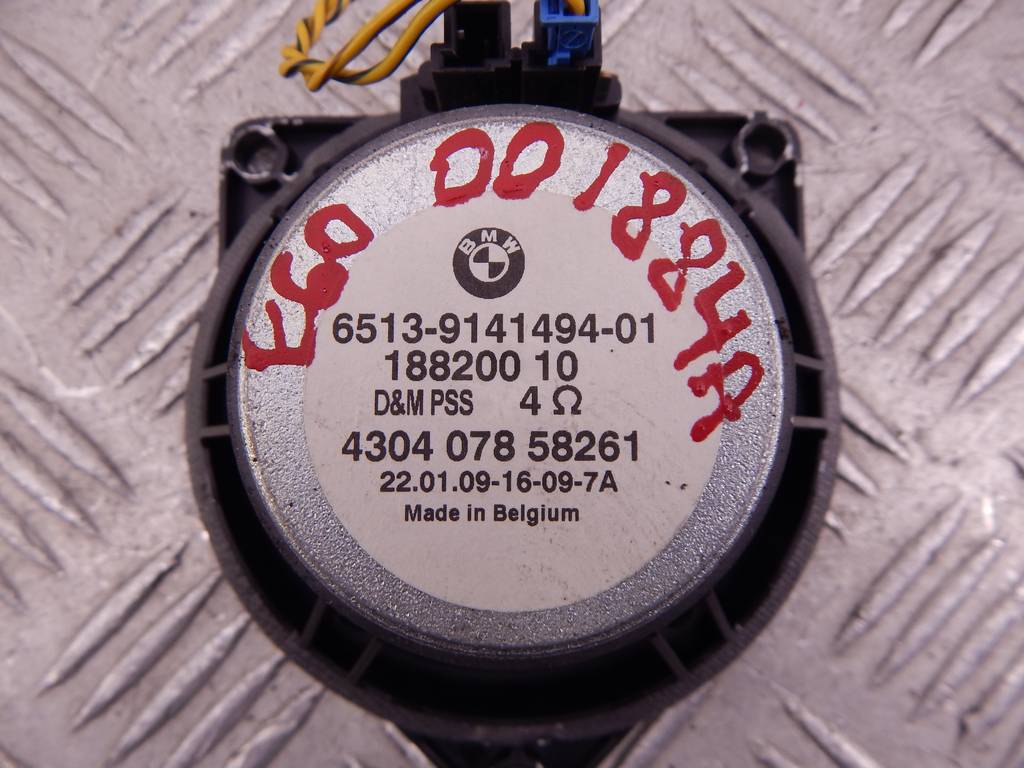 E60 D01884A
BMW
6513-9141494-01
188200 10
D&M PSS 4 Ω
4304 078 58261
22.01.09-16-09-7A
Made in Belgium